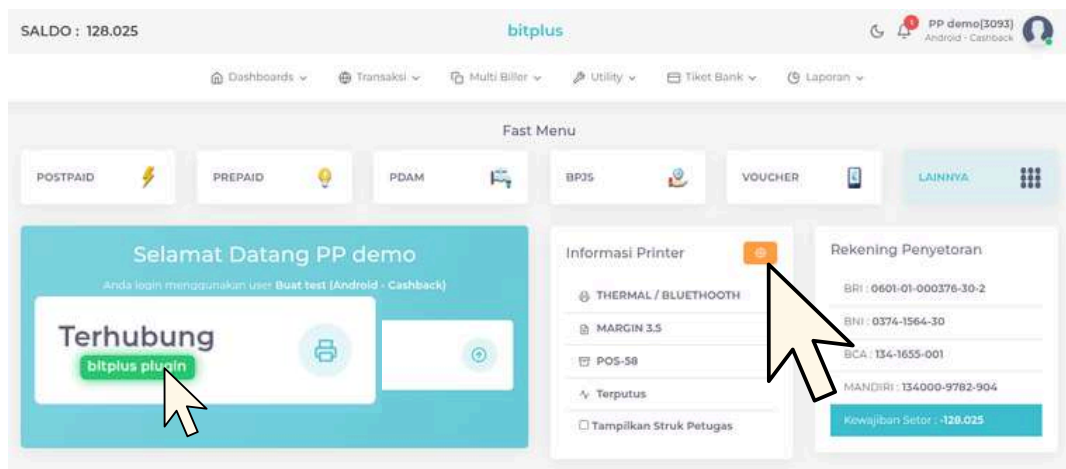 SALDO : 128.025
bitplus
PP demo(3093)
Android - Cashback
Dashboards
Transaksi
Multi Biller
Utility
Tiket Bank
Laporan
Fast Menu
POSTPAID
PREPAID
PDAM
BPJS
VOUCHER
LAINNYA
Selamat Datang PP demo
Anda login menggunakan user Buat test (Android - Cashback)
Terhubung
bitplus plugin
Informasi Printer
THERMAL / BLUETHOOTH
MARGIN 3.5
POS-58
Terputus
Tampilkan Struk Petugas
Rekening Penyetoran
BRI : 0601-01-000376-30-2
BNI : 0374-1564-30
BCA : 134-1655-001
MANDIRI : 134000-9782-904
Kewajiban Setor : -128.025